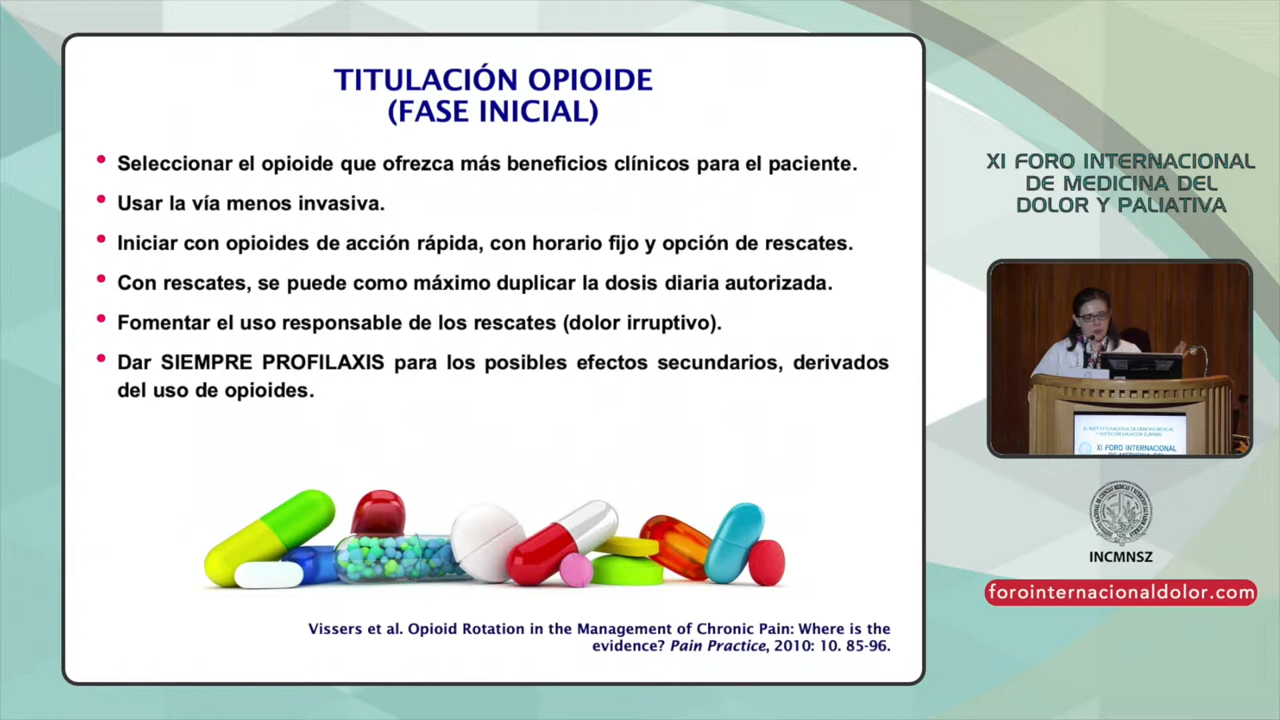 TITULACIÓN OPIOIDE
(FASE INICIAL)
• Seleccionar el opioide que ofrezca más beneficios clínicos para el paciente.
• Usar la vía menos invasiva.
• Iniciar con opioides de acción rápida, con horario fijo y opción de rescates.
• Con rescates, se puede como máximo duplicar la dosis diaria autorizada.
• Fomentar el uso responsable de los rescates (dolor irruptivo).
• Dar SIEMPRE PROFILAXIS para los posibles efectos secundarios, derivados
del uso de opioides.
Vissers et al. Opioid Rotation in the Management of Chronic Pain: Where is the
evidence? Pain Practice, 2010: 10. 85-96.
XI FORO INTERNACIONAL
DE MEDICINA DEL
DOLOR Y PALIATIVA
XI FORO INTERNACIONAL
INCMNSZ
forointernacionaldolor.com